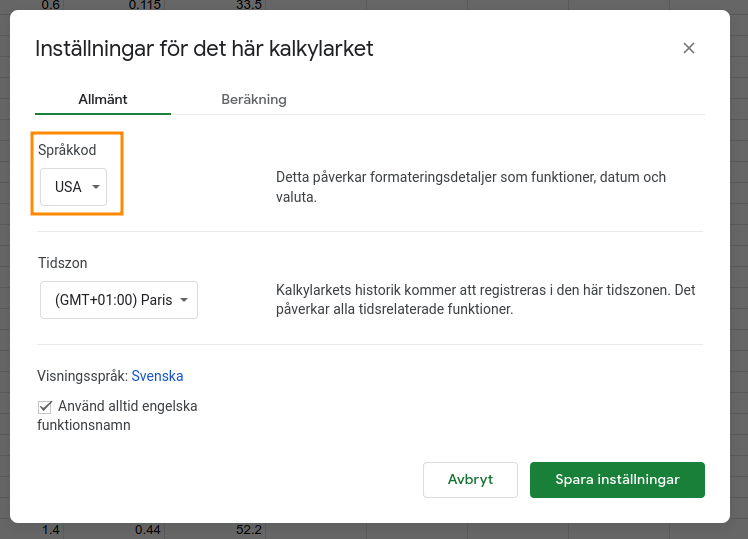 0.6 0.115 33.5
Inställningar för det här kalkylarket
Allmänt Beräkning
Språkkod
USA
Detta påverkar formateringsdetaljer som funktioner, datum och
valuta.
Tidszon
(GMT+01:00) Paris
Kalkylarkets historik kommer att registreras i den här tidszonen. Det
påverkar alla tidsrelaterade funktioner.
Visningsspråk: Svenska
Använd alltid engelska
funktionsnamn
Avbryt Spara inställningar
1.4 0.44 52.2